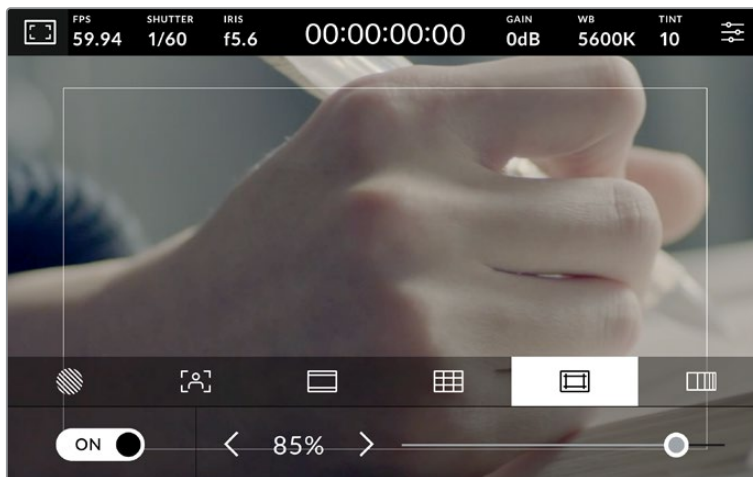 FPS SHUTTER IRIS GAIN WB TINT
59.94 1/60 f5.6 00:00:00:00 0dB 5600K 10
ON 85%